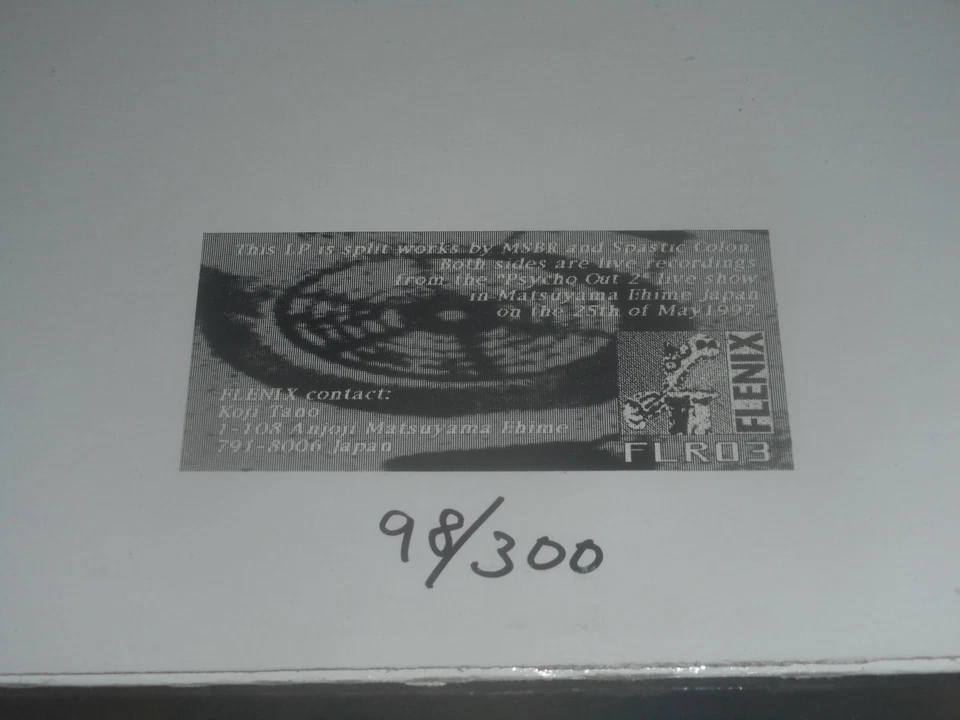 This LP is split works by MSBR and Spastic Colon.
Both sides are live recordings
from the "Psycho Out 2" live show
in Matsuyama Ehime Japan
on the 25th of May1997.
FLENIX
FLENIX contact:
Koji Tano
1-108 Anjoji Matsuyama Ehime
791-8006 Japan
FLR03
98/300